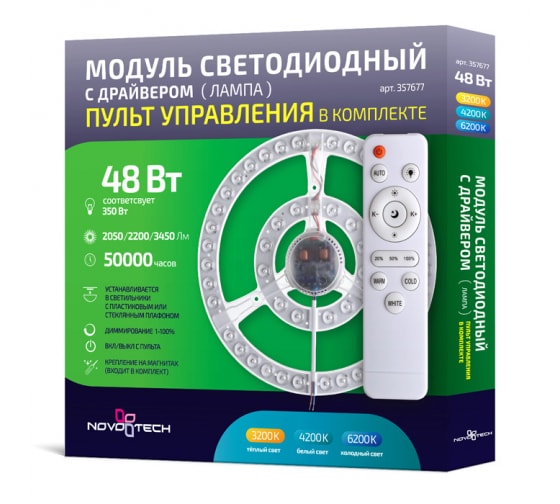 МОДУЛЬ СВЕТОДИОДНЫЙ
С ДРАЙВЕРОМ (ЛАМПА)
арт. 357677
ПУЛЬТ УПРАВЛЕНИЯ В КОМПЛЕКТЕ
48 Вт
соответсвует
350 Вт
2050/2200/3450 Лм
50000 часов
УСТАНАВЛИВАЕТСЯ
В СВЕТИЛЬНИКИ
С ПЛАСТИКОВЫМ ИЛИ
СТЕКЛЯННЫМ ПЛАФОНОМ
ДИММИРОВАНИЕ 1-100%
ВКЛ/ВЫКЛ С ПУЛЬТА
КРЕПЛЕНИЕ НА МАГНИТАХ
(ВХОДИТ В КОМПЛЕКТ)
NOVOTECH
3200K
тёплый свет
4200K
белый свет
6200K
холодный свет
AUTO
K-
K+
20%
50%
100%
WARM
COLD
WHITE
арт. 357677
48 Вт
3200K
4200K
6200K
МОДУЛЬ СВЕТОДИОДНЫЙ
С ДРАЙВЕРОМ (ЛАМПА)
ПУЛЬТ УПРАВЛЕНИЯ
В КОМПЛЕКТЕ